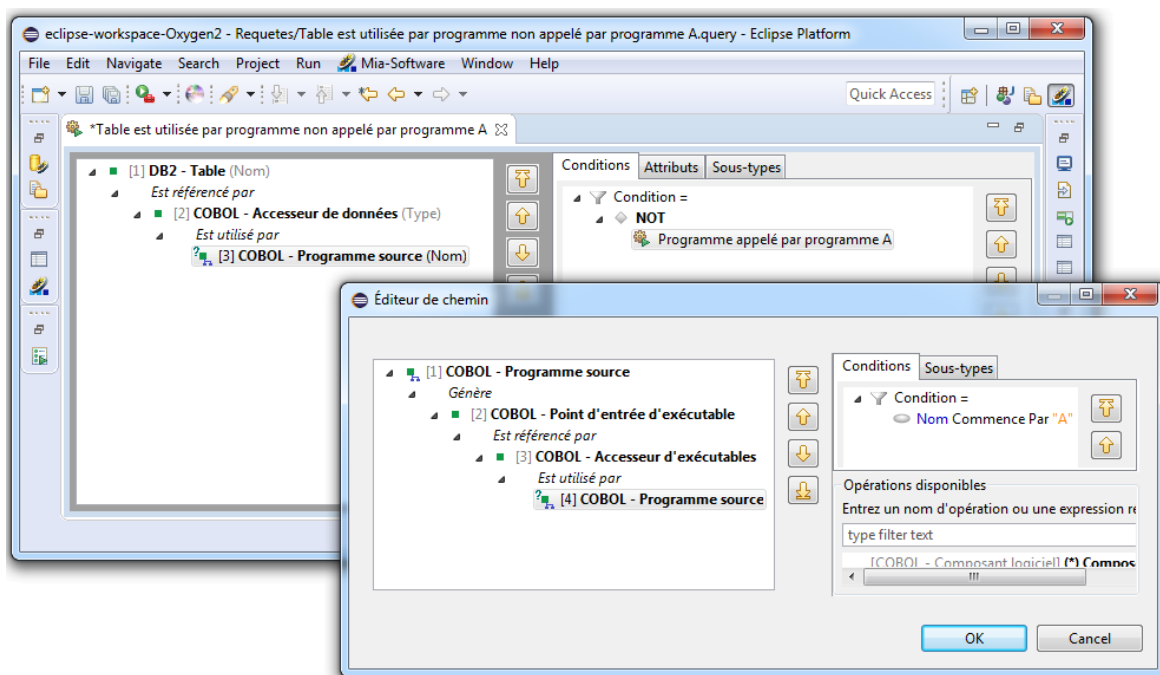 eclipse-workspace-Oxygen2 - Requetes/Table est utilisée par programme non appelé par programme A.query - Eclipse Platform
File Edit Navigate Search Project Run Mia-Software Window Help
Quick Access
*Table est utilisée par programme non appelé par programme A
[1] DB2 - Table (Nom)
Est référencé par
[2] COBOL - Accesseur de données (Type)
Est utilisé par
[3] COBOL - Programme source (Nom)
Conditions Attributs Sous-types
Condition =
NOT
Programme appelé par programme A
Éditeur de chemin
[1] COBOL - Programme source
Génère
[2] COBOL - Point d'entrée d'exécutable
Est référencé par
[3] COBOL - Accesseur d'exécutables
Est utilisé par
[4] COBOL - Programme source
Conditions Sous-types
Condition =
Nom Commence Par "A"
Opérations disponibles
Entrez un nom d'opération ou une expression re
type filter text
[COBOL - Composant logiciel] (*) Compos
OK Cancel